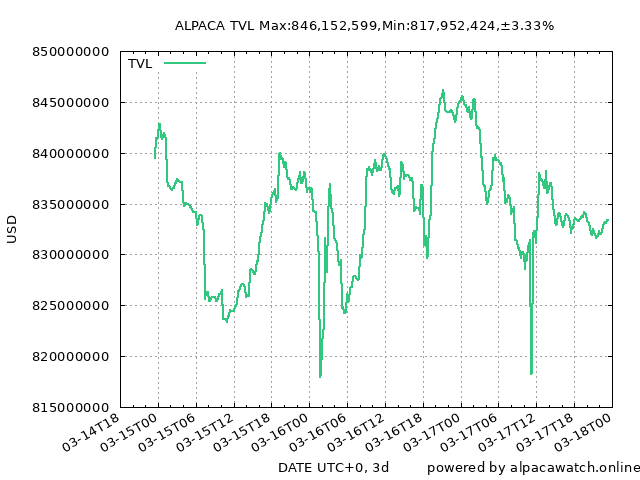 ALPACA TVL Max:846,152,599,Min:817,952,424,±3.33%
TVL
850000000
845000000
840000000
835000000
830000000
825000000
820000000
815000000
USD
03-14T18
03-15T00
03-15T06
03-15T12
03-15T18
03-16T00
03-16T06
03-16T12
03-16T18
03-17T00
03-17T06
03-17T12
03-17T18
03-18T00
DATE UTC+0, 3d
powered by alpacawatch.online